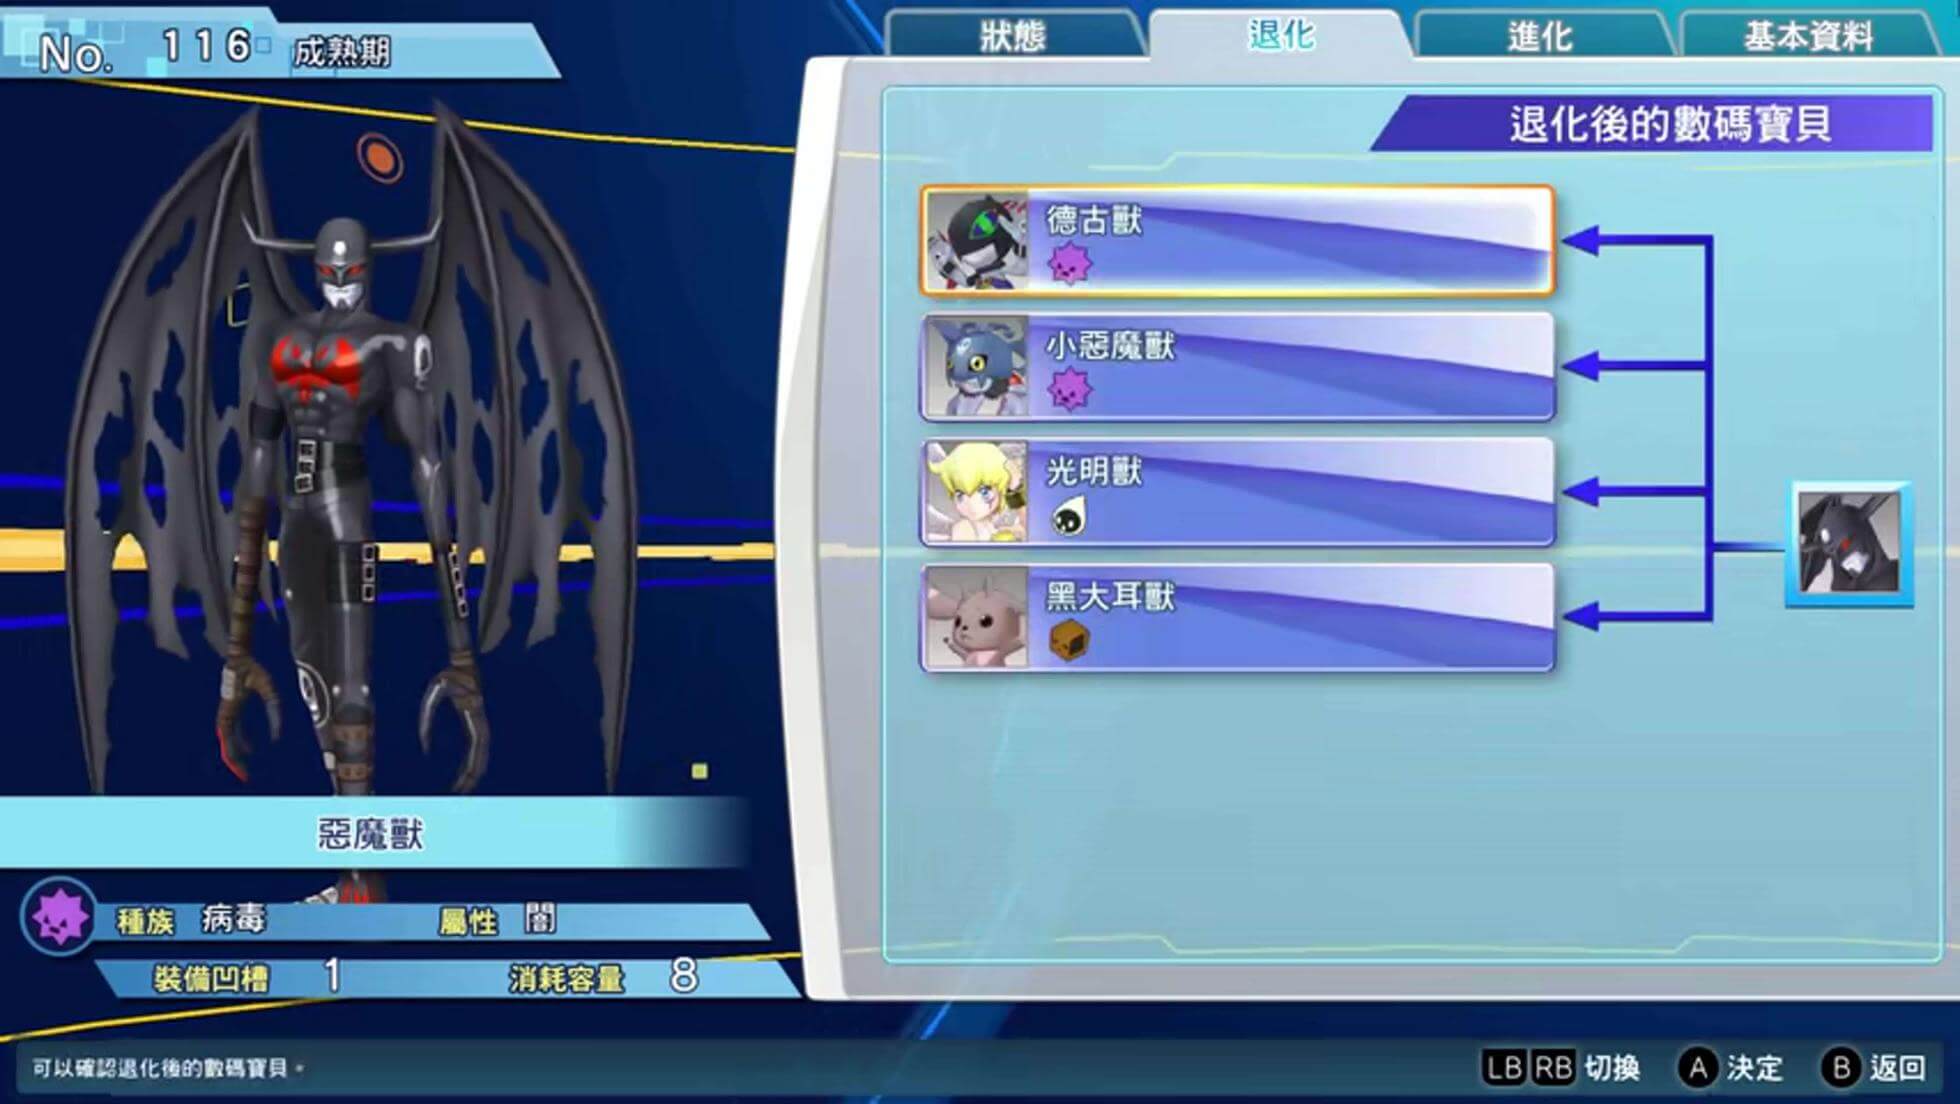 No. 116 成熟期
狀態
退化
進化
基本資料
退化後的數碼寶貝
德古獸
小惡魔獸
光明獸
黑大耳獸
惡魔獸
種族 病毒 屬性 闇
裝備凹槽 1 消耗容量 8
可以確認退化後的數碼寶貝。
LB RB 切換 A 決定 B 返回